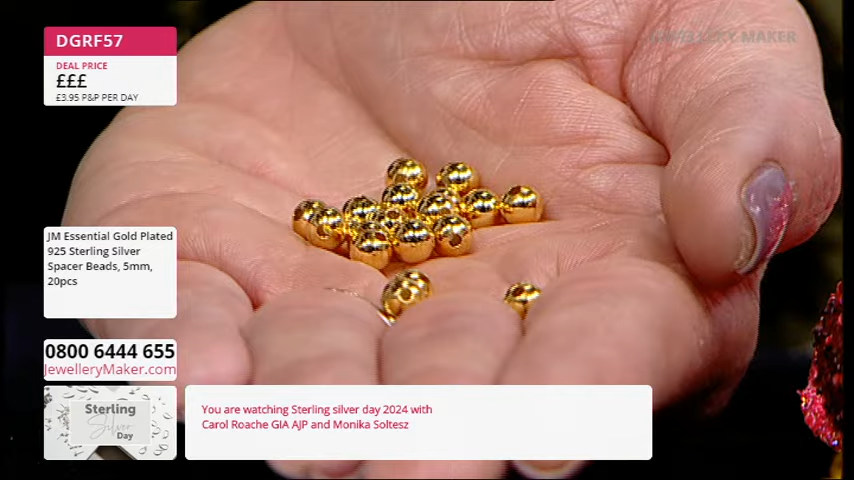 DGRF57
DEAL PRICE
£££
£3.95 P&P PER DAY
JEWELLERY MAKER
JM Essential Gold Plated
925 Sterling Silver
Spacer Beads, 5mm,
20pcs
0800 6444 655
JewelleryMaker.com
Sterling
Silver
Day
You are watching Sterling silver day 2024 with
Carol Roache GIA AJP and Monika Soltesz